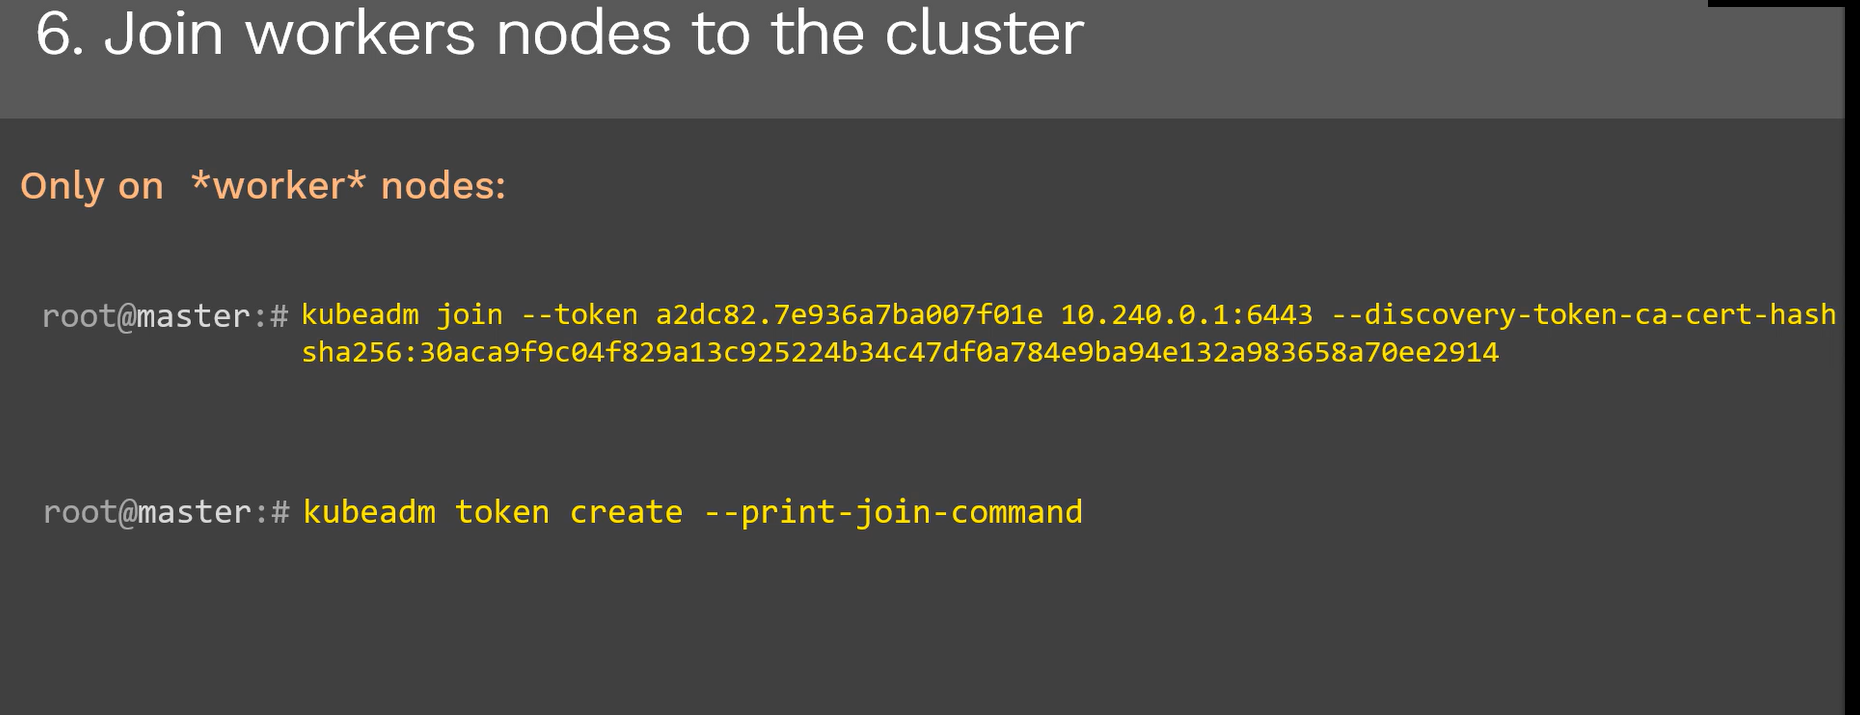 6. Join workers nodes to the cluster
Only on *worker* nodes:
root@master:# kubeadm join --token a2dc82.7e936a7ba007f01e 10.240.0.1:6443 --discovery-token-ca-cert-hash
sha256:30aca9f9c04f829a13c925224b34c47df0a784e9ba94e132a983658a70ee2914
root@master:# kubeadm token create --print-join-command